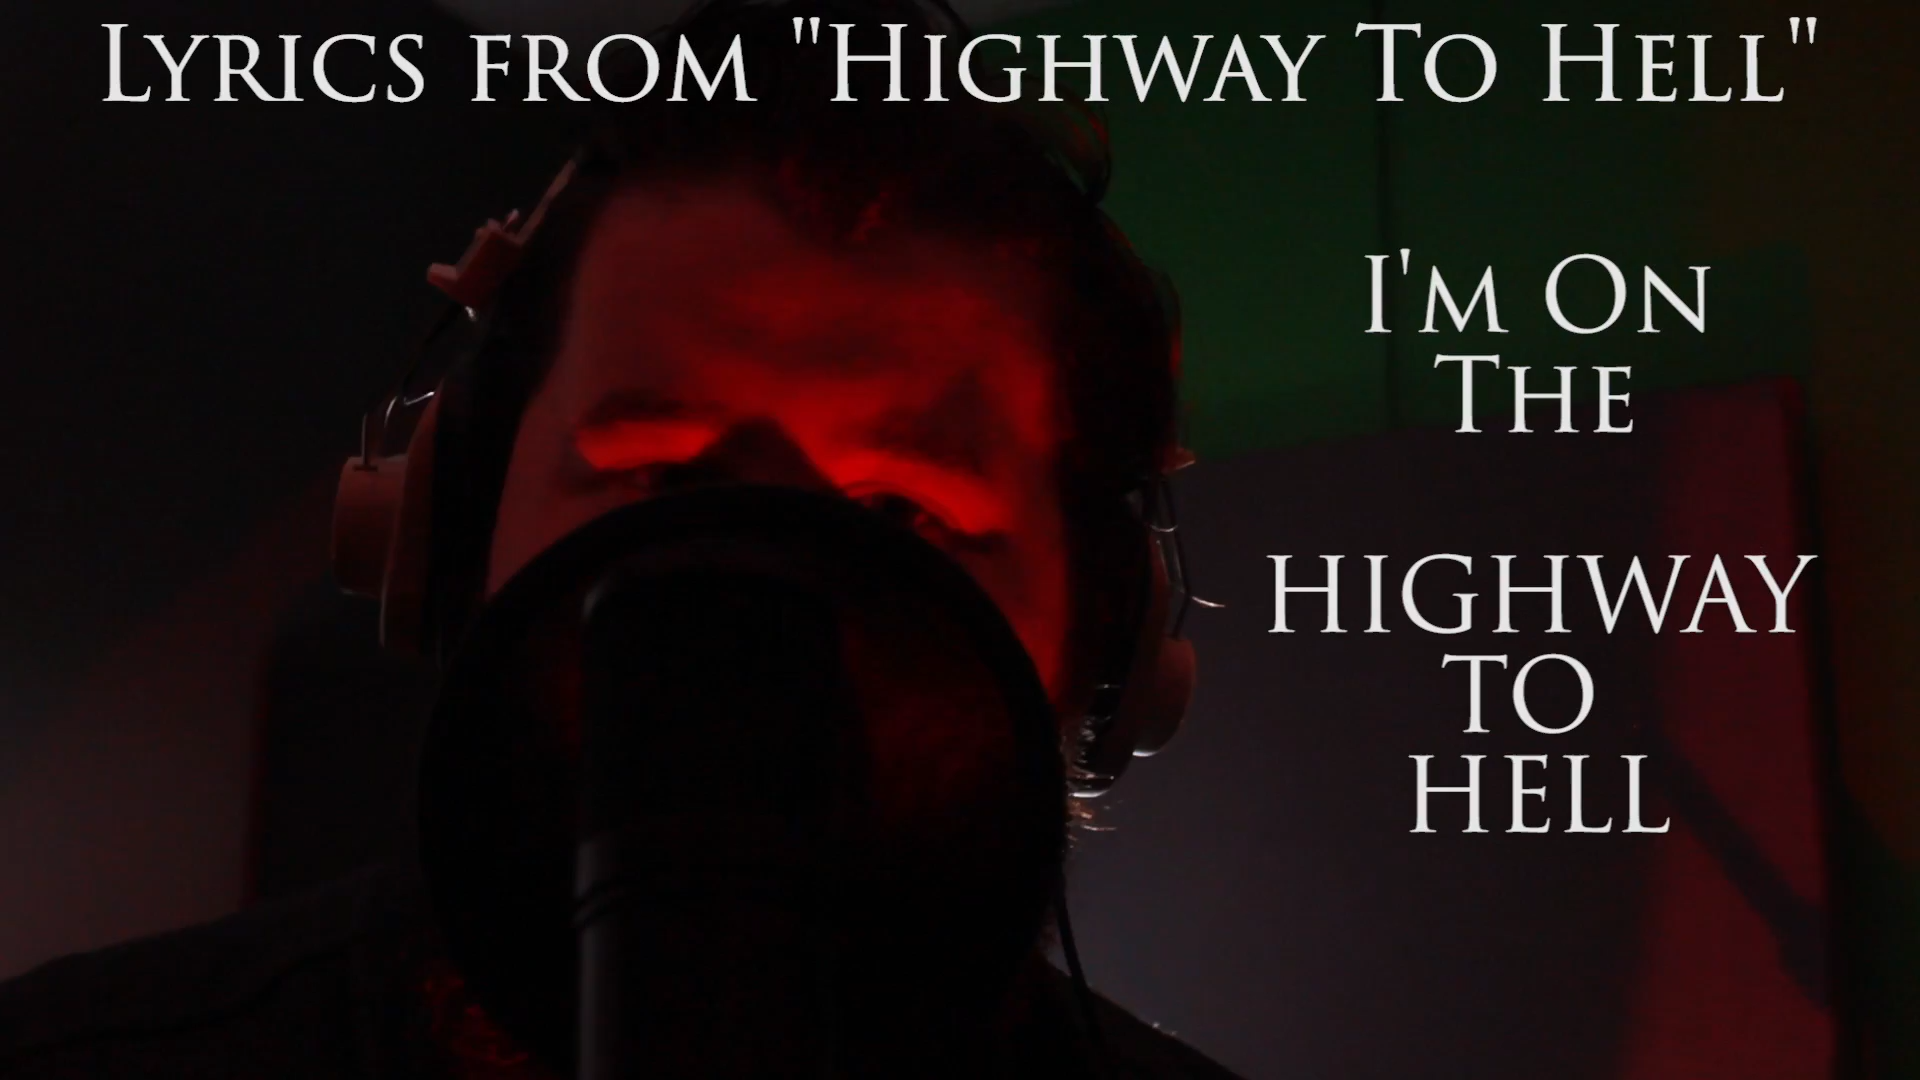 Lyrics from "Highway To Hell"
I'm On
The
HIGHWAY
TO
HELL